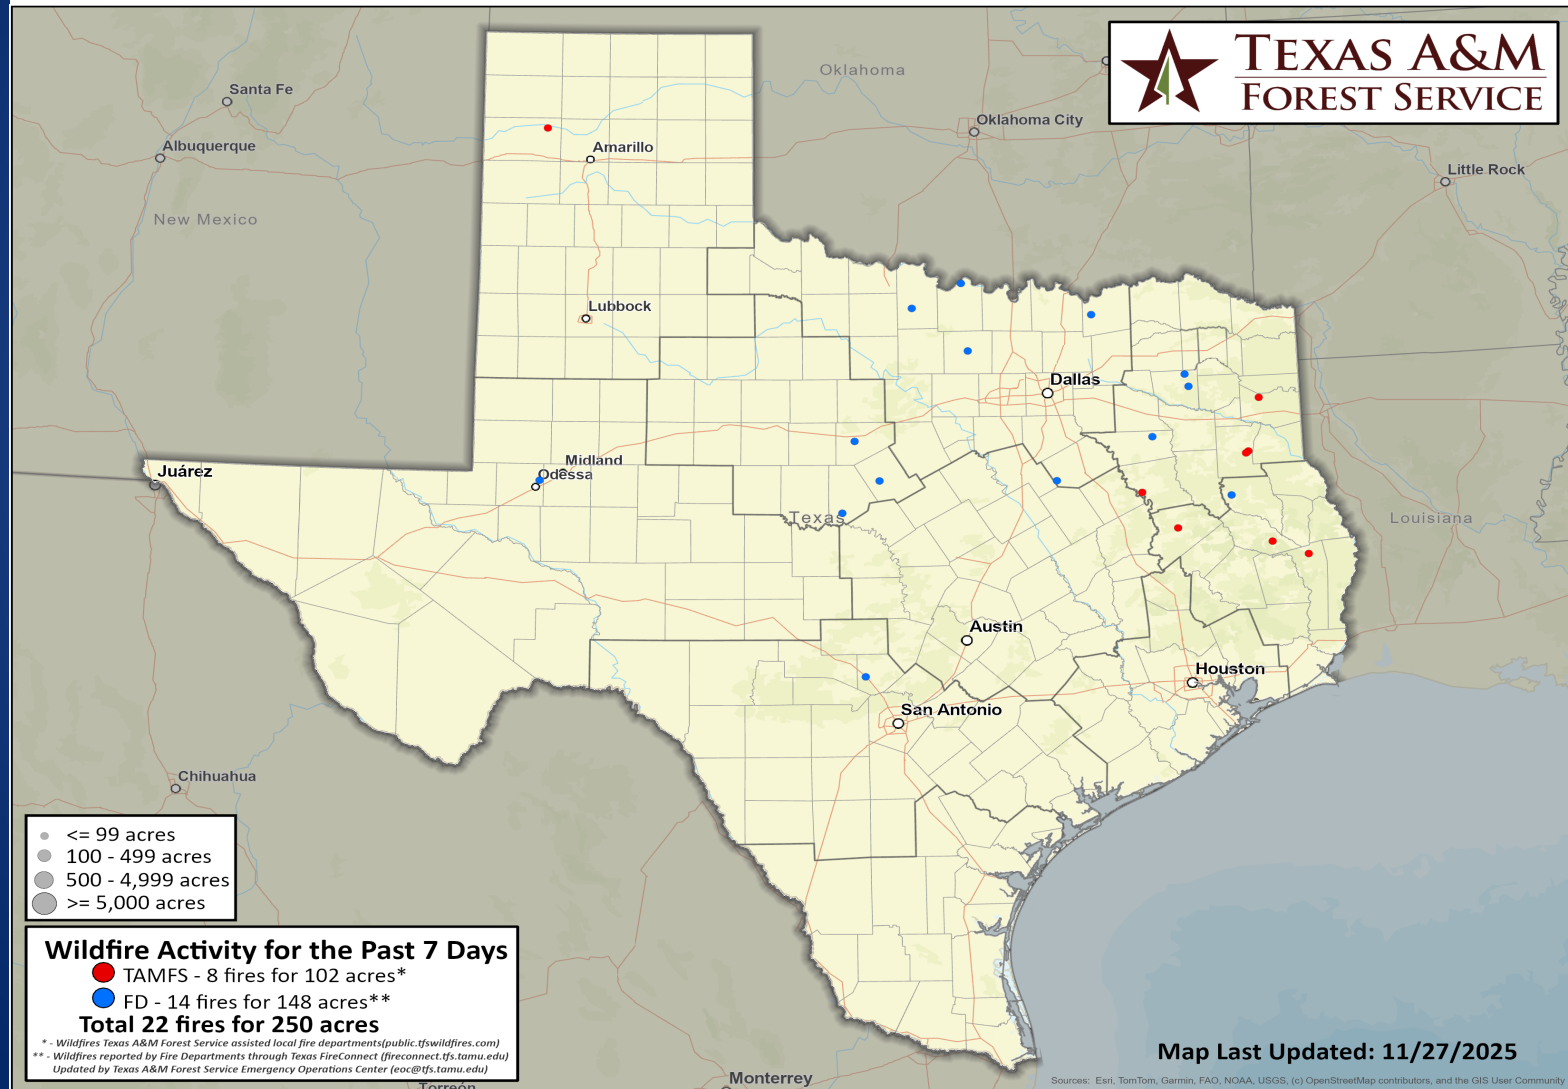 TEXAS A&M
FOREST SERVICE
Oklahoma
Santa Fe
Oklahoma City
Albuquerque
Amarillo
Little Rock
New Mexico
Lubbock
Dallas
Midland
Odessa
Juárez
Texas
Louisiana
Austin
Houston
San Antonio
Chihuahua
<= 99 acres
100 - 499 acres
500 - 4,999 acres
>= 5,000 acres
Wildfire Activity for the Past 7 Days
TAMFS - 8 fires for 102 acres*
FD - 14 fires for 148 acres**
Total 22 fires for 250 acres
* - Wildfires Texas A&M Forest Service assisted local fire departments(public.tfswildfires.com)
** - Wildfires reported by Fire Departments through Texas FireConnect (fireconnect.tfs.tamu.edu)
Updated by Texas A&M Forest Service Emergency Operations Center (eoc@tfs.tamu.edu)
Map Last Updated: 11/27/2025
Monterrey
Torreón
Sources: Esri, TomTom, Garmin, FAO, NOAA, USGS, (c) OpenStreetMap contributors, and the GIS User Community